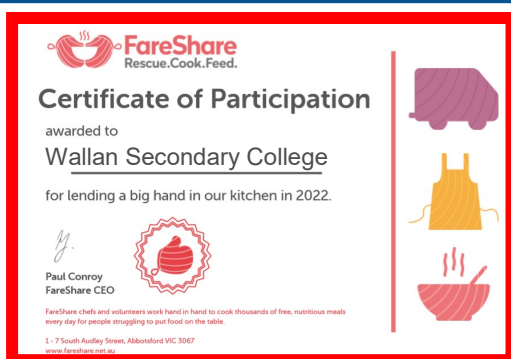 FareShare
Rescue.Cook.Feed.
Certificate of Participation
awarded to
Wallan Secondary College
for lending a big hand in our kitchen in 2022.
Paul Conroy
FareShare CEO
FareShare chefs and volunteers work hand in hand to cook thousands of free, nutritious meals
every day for people struggling to put food on the table.
1 - 7 South Audley Street, Abbotsford VIC 3067
www.fareshare.net.au